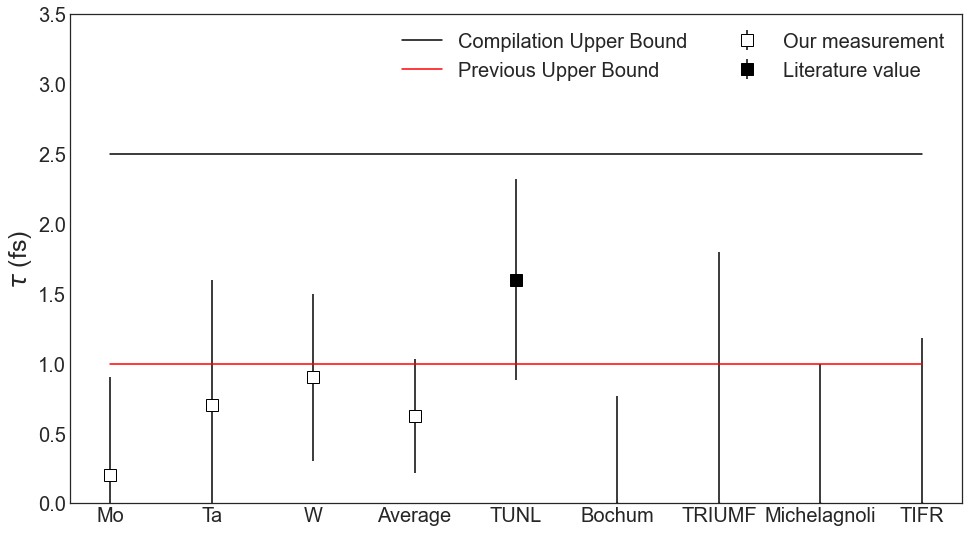 3.5
3.0
2.5
2.0
1.5
1.0
0.5
0.0
τ (fs)
Compilation Upper Bound
Previous Upper Bound
Our measurement
Literature value
Mo Ta W Average TUNL Bochum TRIUMF Michelagnoli TIFR